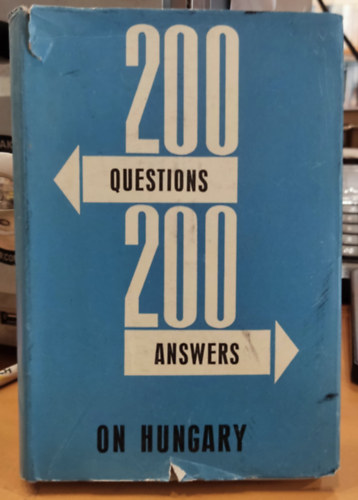 200
QUESTIONS
200
ANSWERS
ON HUNGARY